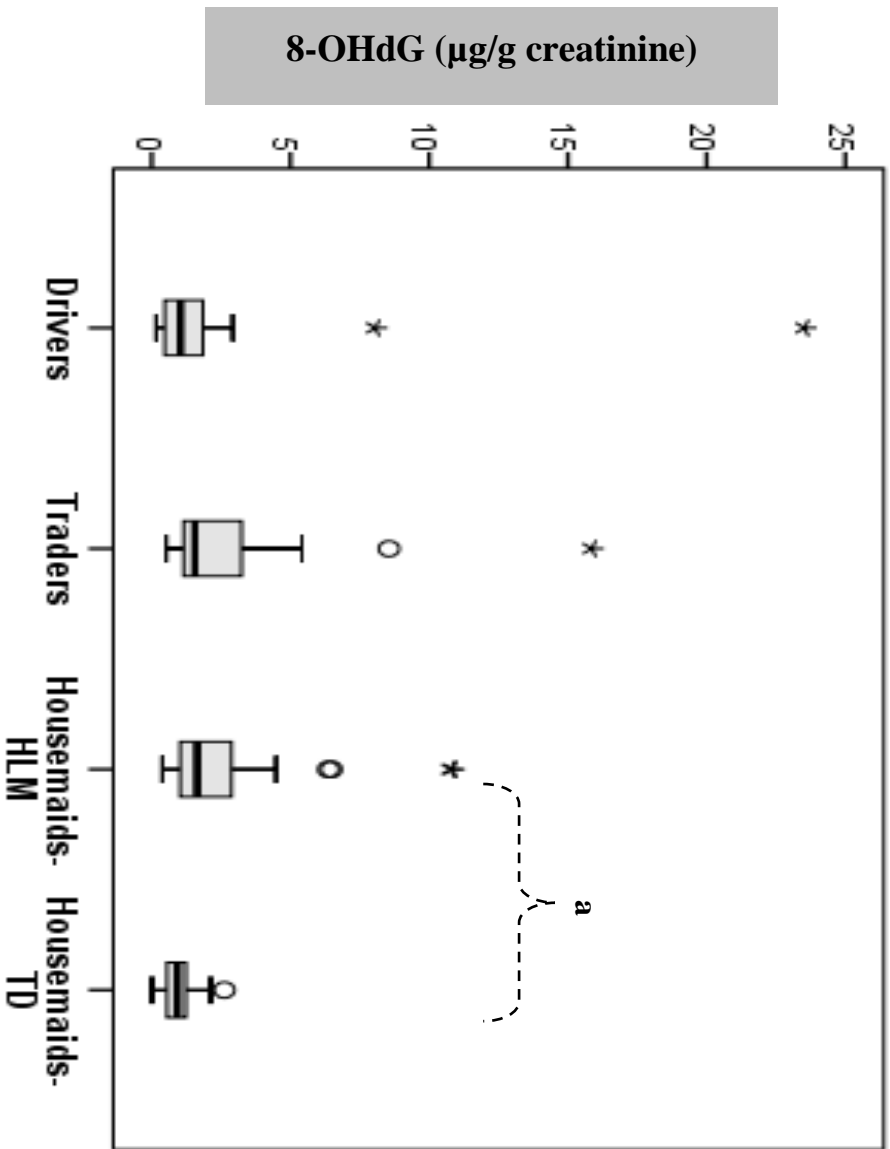 8-OHdG (µg/g creatinine)
25
20
15
10
5
0
Drivers
Traders
Housemaids-
HLM
Housemaids-
TD
a